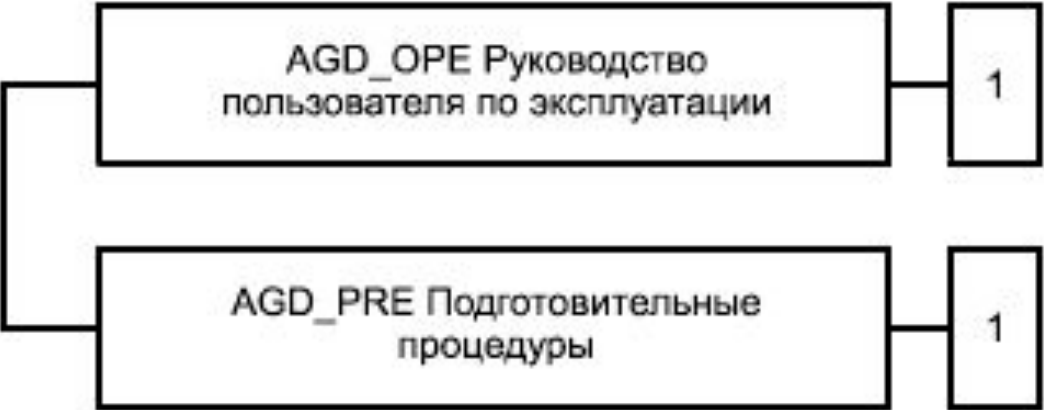 AGD_OPE Руководство
пользователя по эксплуатации
1
AGD_PRE Подготовительные
процедуры
1